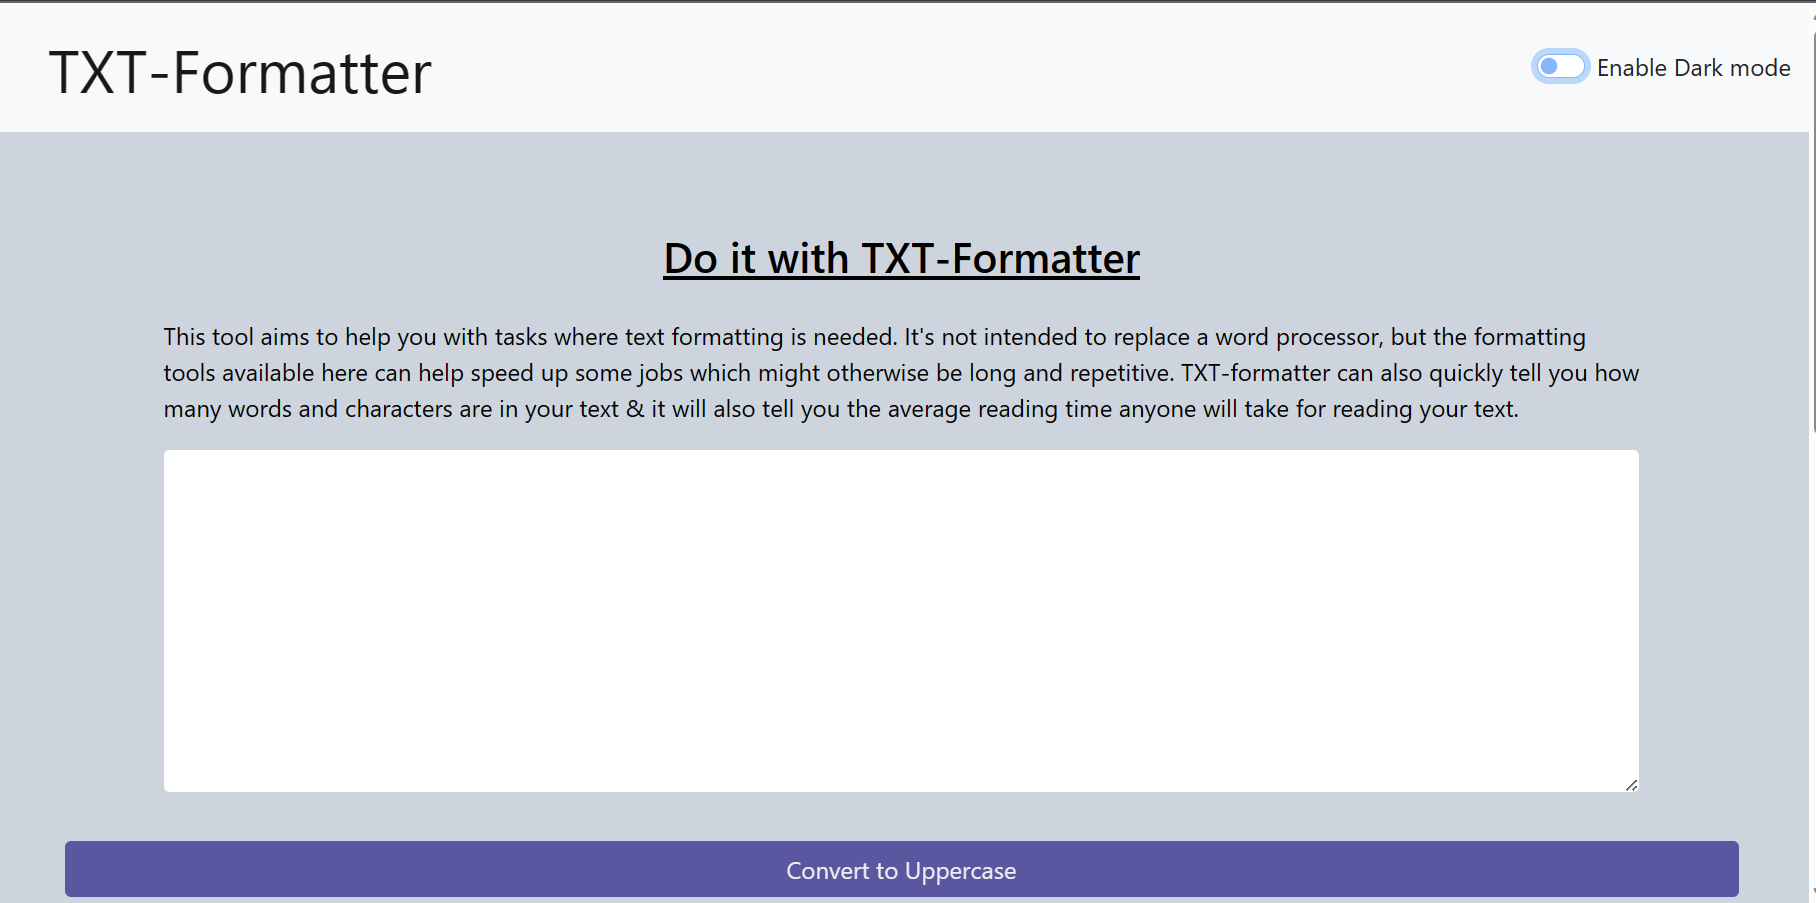 TXT-Formatter
Enable Dark mode
Do it with TXT-Formatter
This tool aims to help you with tasks where text formatting is needed. It's not intended to replace a word processor, but the formatting
tools available here can help speed up some jobs which might otherwise be long and repetitive. TXT-formatter can also quickly tell you how
many words and characters are in your text & it will also tell you the average reading time anyone will take for reading your text.
Convert to Uppercase